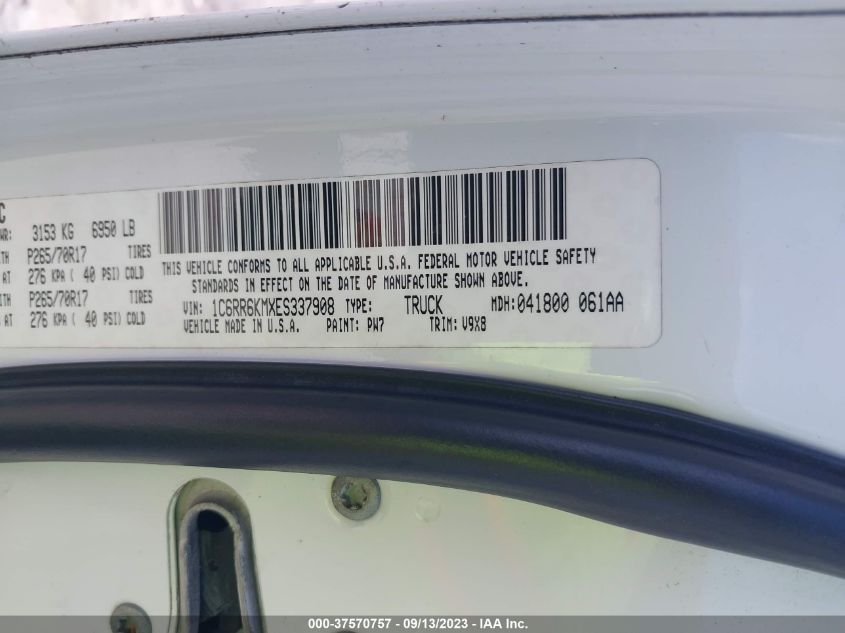 C
WR: 3153 KG 6950 LB
TH P265/70R17 TIRES
AT 276 KPA ( 40 PSI) COLD
TH P265/70R17 TIRES
AT 276 KPA ( 40 PSI) COLD
THIS VEHICLE CONFORMS TO ALL APPLICABLE U.S.A. FEDERAL MOTOR VEHICLE SAFETY
STANDARDS IN EFFECT ON THE DATE OF MANUFACTURE SHOWN ABOVE.
VIN: 1C6RR6KMXES337908 TYPE: TRUCK MDH: 041800 061AA
VEHICLE MADE IN U.S.A. PAINT: PW7 TRIM: V9X8
000-37570757 - 09/13/2023 - IAA Inc.